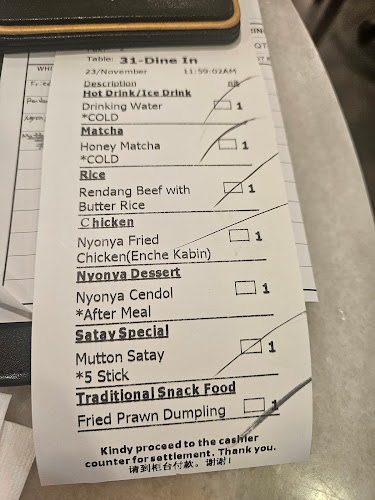 Table: 31-Dine In
23/November 11:59:02AM
Description
Hot Drink/Ice Drink
Drinking Water 1
*COLD
Matcha
Honey Matcha 1
*COLD
Rice
Rendang Beef with 1
Butter Rice
Chicken
Nyonya Fried 1
Chicken(Enche Kabin)
Nyonya Dessert
Nyonya Cendol 1
*After Meal
Satay Special
Mutton Satay 1
*5 Stick
Traditional Snack Food
Fried Prawn Dumpling 1
Kindly proceed to the cashier
counter for settlement. Thank you.
请到柜台付款。谢谢!